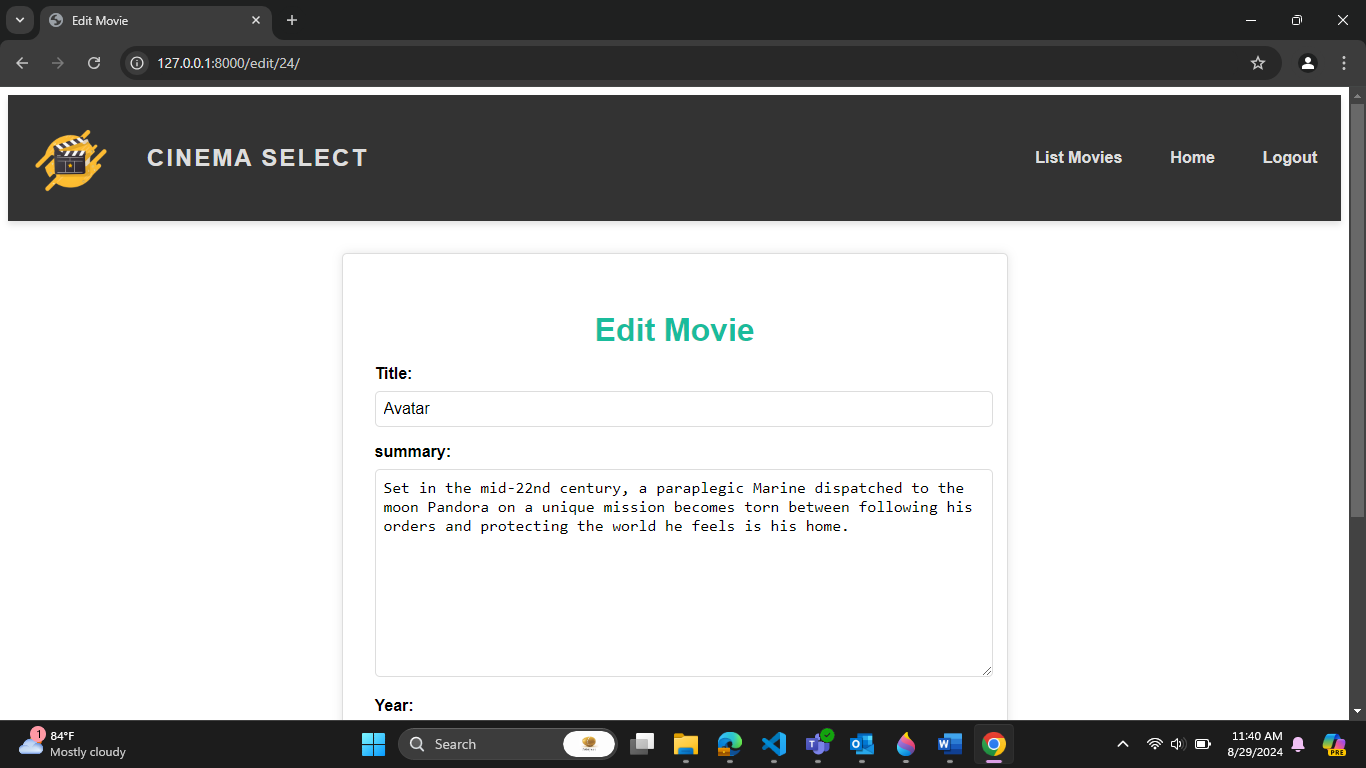 Edit Movie
127.0.0.1:8000/edit/24/
CINEMA SELECT
List Movies
Home
Logout
Edit Movie
Title:
Avatar
summary:
Set in the mid-22nd century, a paraplegic Marine dispatched to the
moon Pandora on a unique mission becomes torn between following his
orders and protecting the world he feels is his home.
Year:
1
84°F
Mostly cloudy
Search
PRE
11:40 AM
8/29/2024